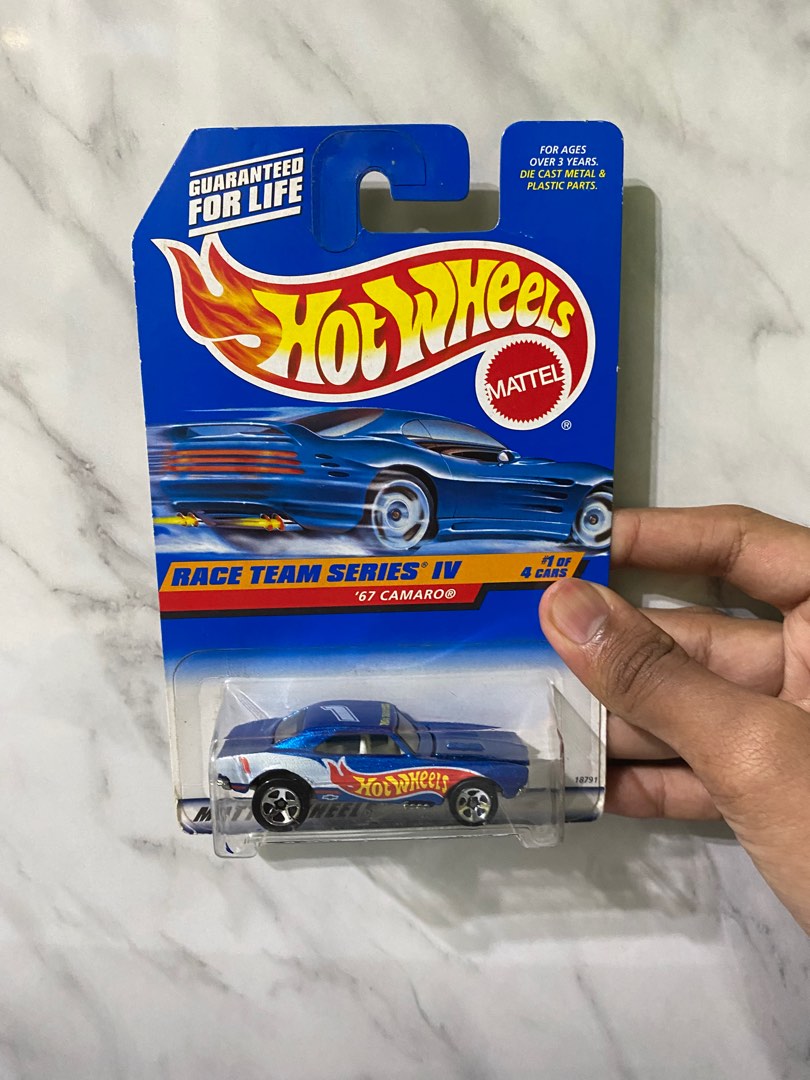 GUARANTEED
FOR LIFE
FOR AGES
OVER 3 YEARS.
DIE CAST METAL &
PLASTIC PARTS.
HOT WHEELS
MATTEL
®
RACE TEAM SERIES® IV
#1 OF
4 CARS
'67 CAMARO®
1
HOT WHEELS
18791